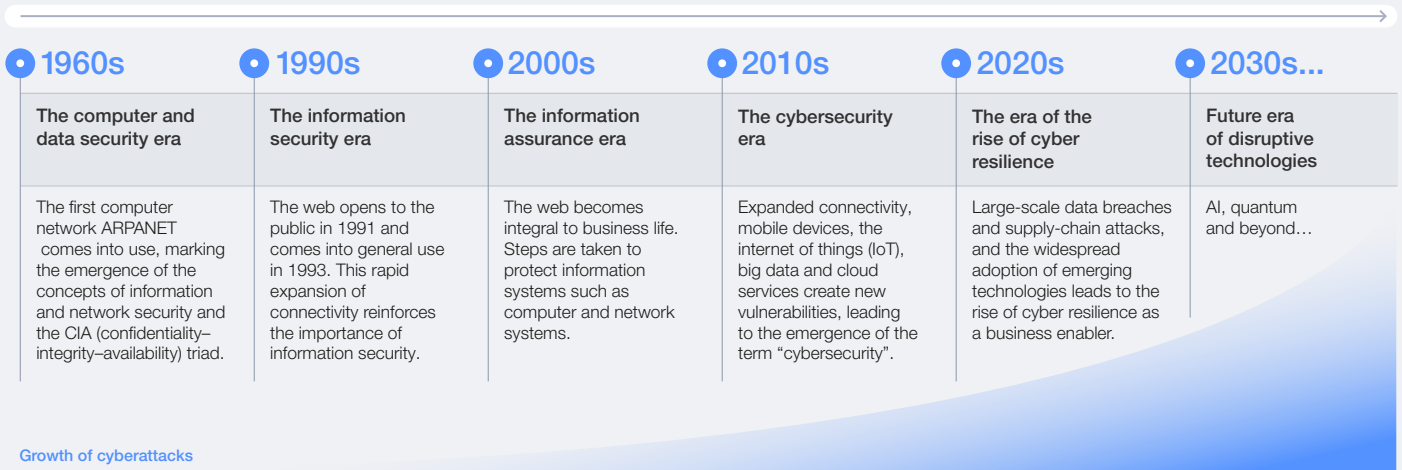 1960s
The computer and
data security era
The first computer
network ARPANET
comes into use, marking
the emergence of the
concepts of information
and network security and
the CIA (confidentiality–
integrity–availability) triad.
1990s
The information
security era
The web opens to the
public in 1991 and
comes into general use
in 1993. This rapid
expansion of
connectivity reinforces
the importance of
information security.
2000s
The information
assurance era
The web becomes
integral to business life.
Steps are taken to
protect information
systems such as
computer and network
systems.
2010s
The cybersecurity
era
Expanded connectivity,
mobile devices, the
internet of things (IoT),
big data and cloud
services create new
vulnerabilities, leading
to the emergence of the
term “cybersecurity”.
2020s
The era of the
rise of cyber
resilience
Large-scale data breaches
and supply-chain attacks,
and the widespread
adoption of emerging
technologies leads to the
rise of cyber resilience as
a business enabler.
2030s...
Future era
of disruptive
technologies
AI, quantum
and beyond…
Growth of cyberattacks